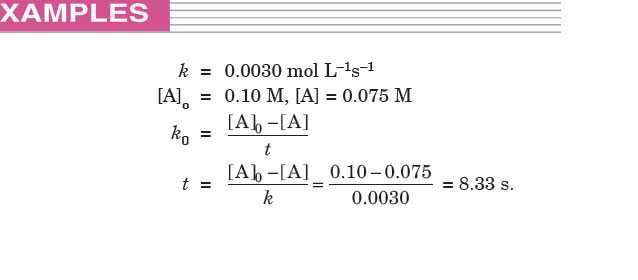 XAMPLES
k = 0.0030 mol L⁻¹s⁻¹
[A]₀ = 0.10 M, [A] = 0.075 M
k₀ = [A]₀ – [A] / t
t = [A]₀ – [A] / k = 0.10 – 0.075 / 0.0030 = 8.33 s.